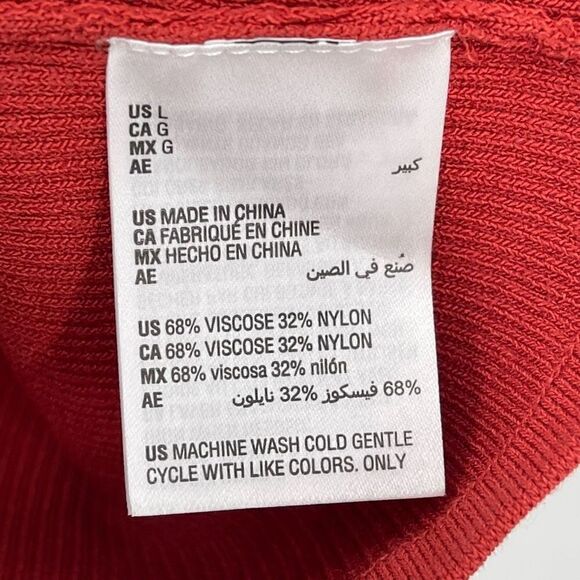 US L
CA G
MX G
AE كبير
US MADE IN CHINA
CA FABRIQUÉ EN CHINE
MX HECHO EN CHINA
AE صُنع في الصين
US 68% VISCOSE 32% NYLON
CA 68% VISCOSE 32% NYLON
MX 68% viscosa 32% nilón
AE 68% فيسكوز 32% نايلون
US MACHINE WASH COLD GENTLE
CYCLE WITH LIKE COLORS. ONLY